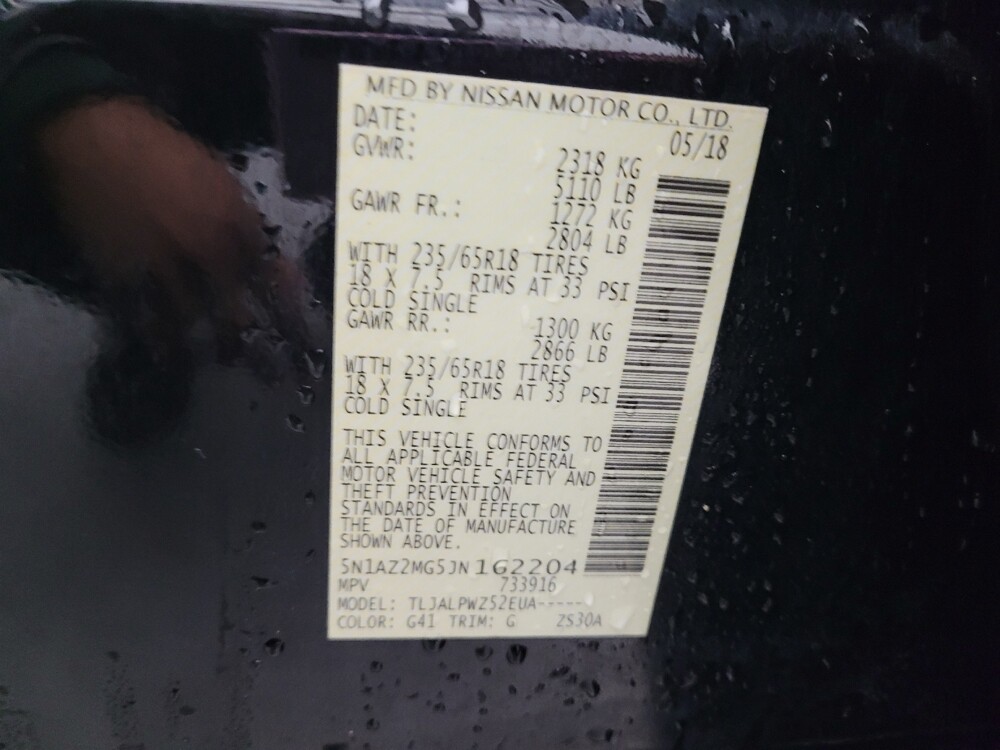 MFD BY NISSAN MOTOR CO., LTD.
DATE: 05/18
GVWR: 2318 KG
5110 LB
GAWR FR.: 1272 KG
2804 LB
WITH 235/65R18 TIRES
18 X 7.5 RIMS AT 33 PSI
COLD SINGLE
GAWR RR.: 1300 KG
2866 LB
WITH 235/65R18 TIRES
18 X 7.5 RIMS AT 33 PSI
COLD SINGLE
THIS VEHICLE CONFORMS TO
ALL APPLICABLE FEDERAL
MOTOR VEHICLE SAFETY AND
THEFT PREVENTION
STANDARDS IN EFFECT ON
THE DATE OF MANUFACTURE
SHOWN ABOVE.
5N1AZ2MG5JN162204
MPV 733916
MODEL: TLJALPWZ52EUA-----
COLOR: G41 TRIM: G ZS30A